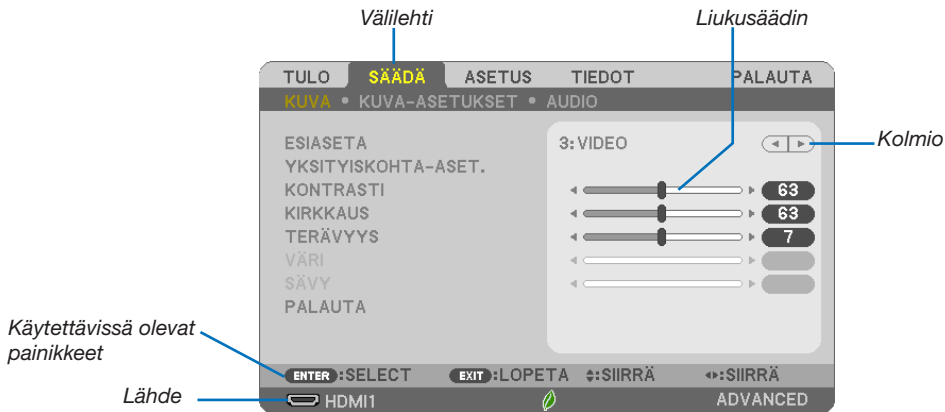 Välilehti Liukusäädin
TULO SÄÄDÄ ASETUS TIEDOT PALAUTA
KUVA • KUVA-ASETUKSET • AUDIO
ESIASETA 3: VIDEO Kolmio
YKSITYISKOHTA-ASET.
KONTRASTI 63
KIRKKAUS 63
TERÄVYYS 7
VÄRI
SÄVY
PALAUTA
Käytettävissä olevat
painikkeet
ENTER :SELECT EXIT :LOPETA :SIIRRÄ :SIIRRÄ
Lähde HDMI1 ADVANCED